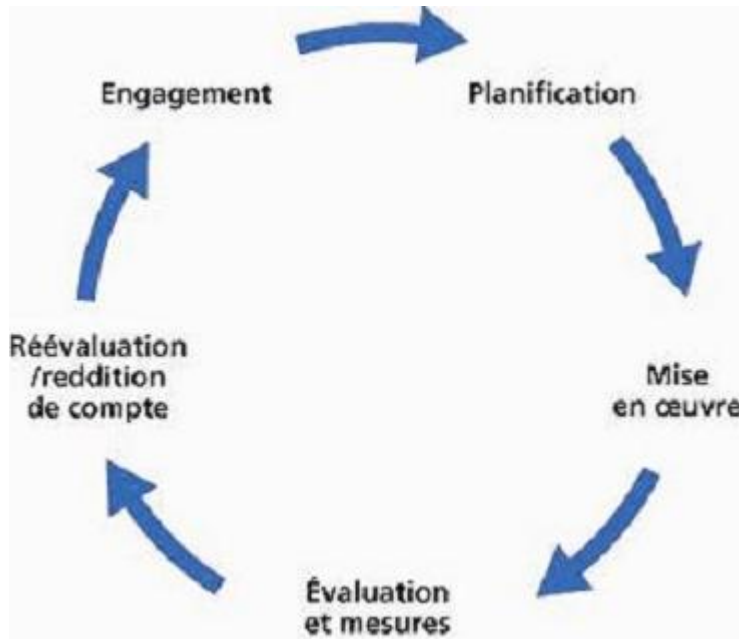 Engagement
Planification
Mise
en œuvre
Évaluation
et mesures
Réévaluation
/reddition
de compte